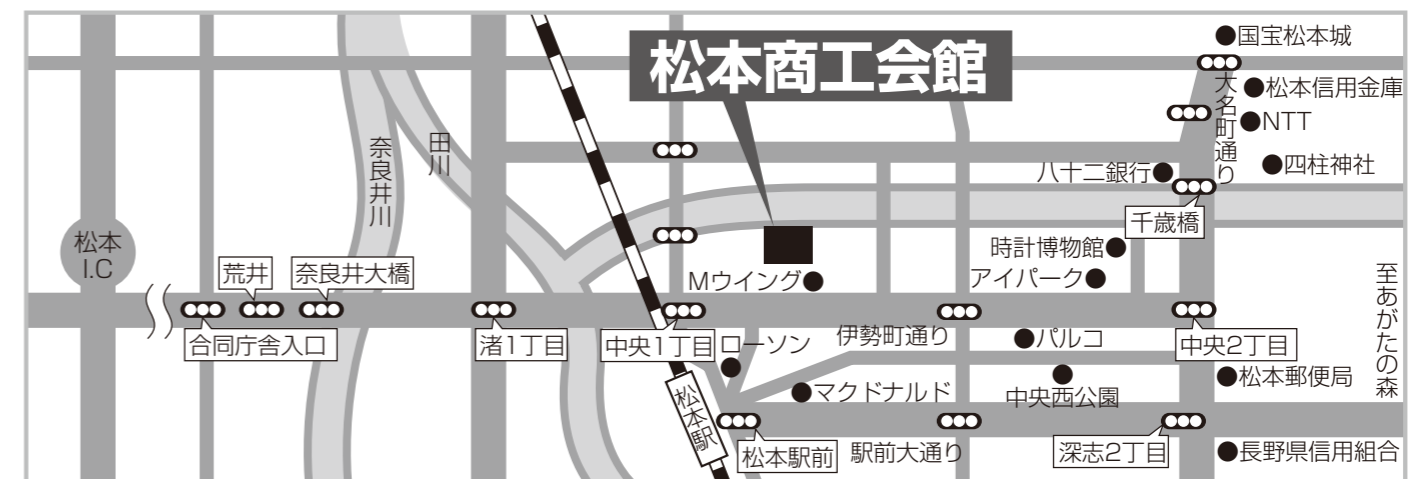 松本商工会館
国宝松本城
大名町通り
松本信用金庫
NTT
四柱神社
八十二銀行
千歳橋
奈良井川
田川
松本
I.C
荒井
奈良井大橋
合同庁舎入口
渚1丁目
中央1丁目
Mウイング
時計博物館
アイパーク
ローソン
伊勢町通り
パルコ
中央2丁目
至あがたの森
松本郵便局
中央西公園
マクドナルド
松本駅
松本駅前
駅前大通り
深志2丁目
長野県信用組合